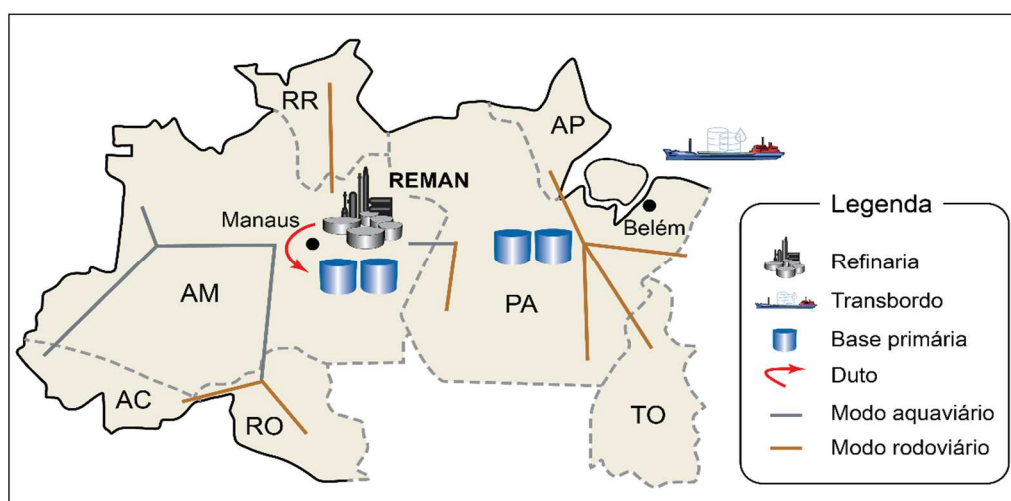 RR
AP
REMAN
Manaus
Belém
AM
PA
AC
RO
TO
Legenda
Refinaria
Transbordo
Base primária
Duto
Modo aquaviário
Modo rodoviário